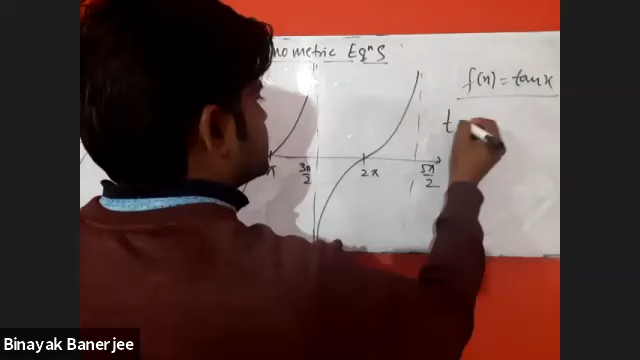 nometric Eqⁿs
f(x) = tan x
t
π
3π/2
2π
5π/2
Binayak Banerjee